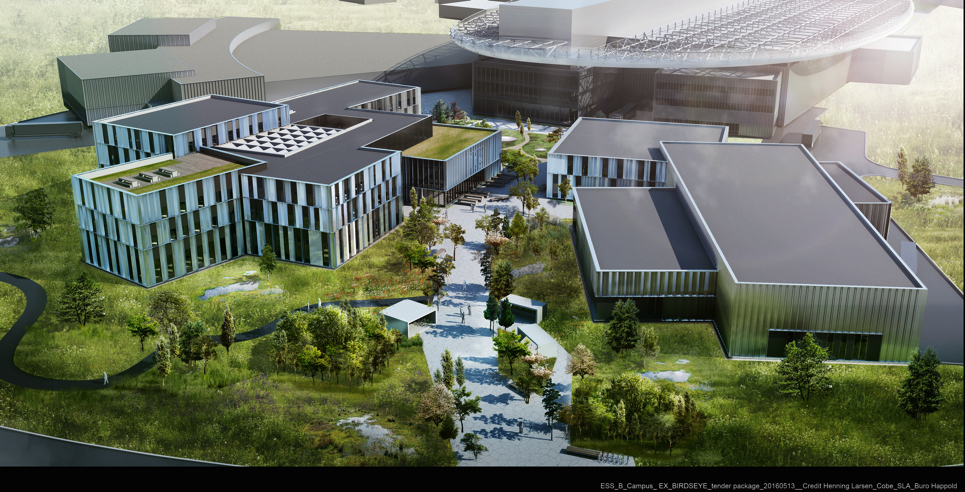 ESS_B_Campus_ EX_BIRDSEYE_tender package_20160513__Credit Henning Larsen_Cobe_SLA_Buro Happold